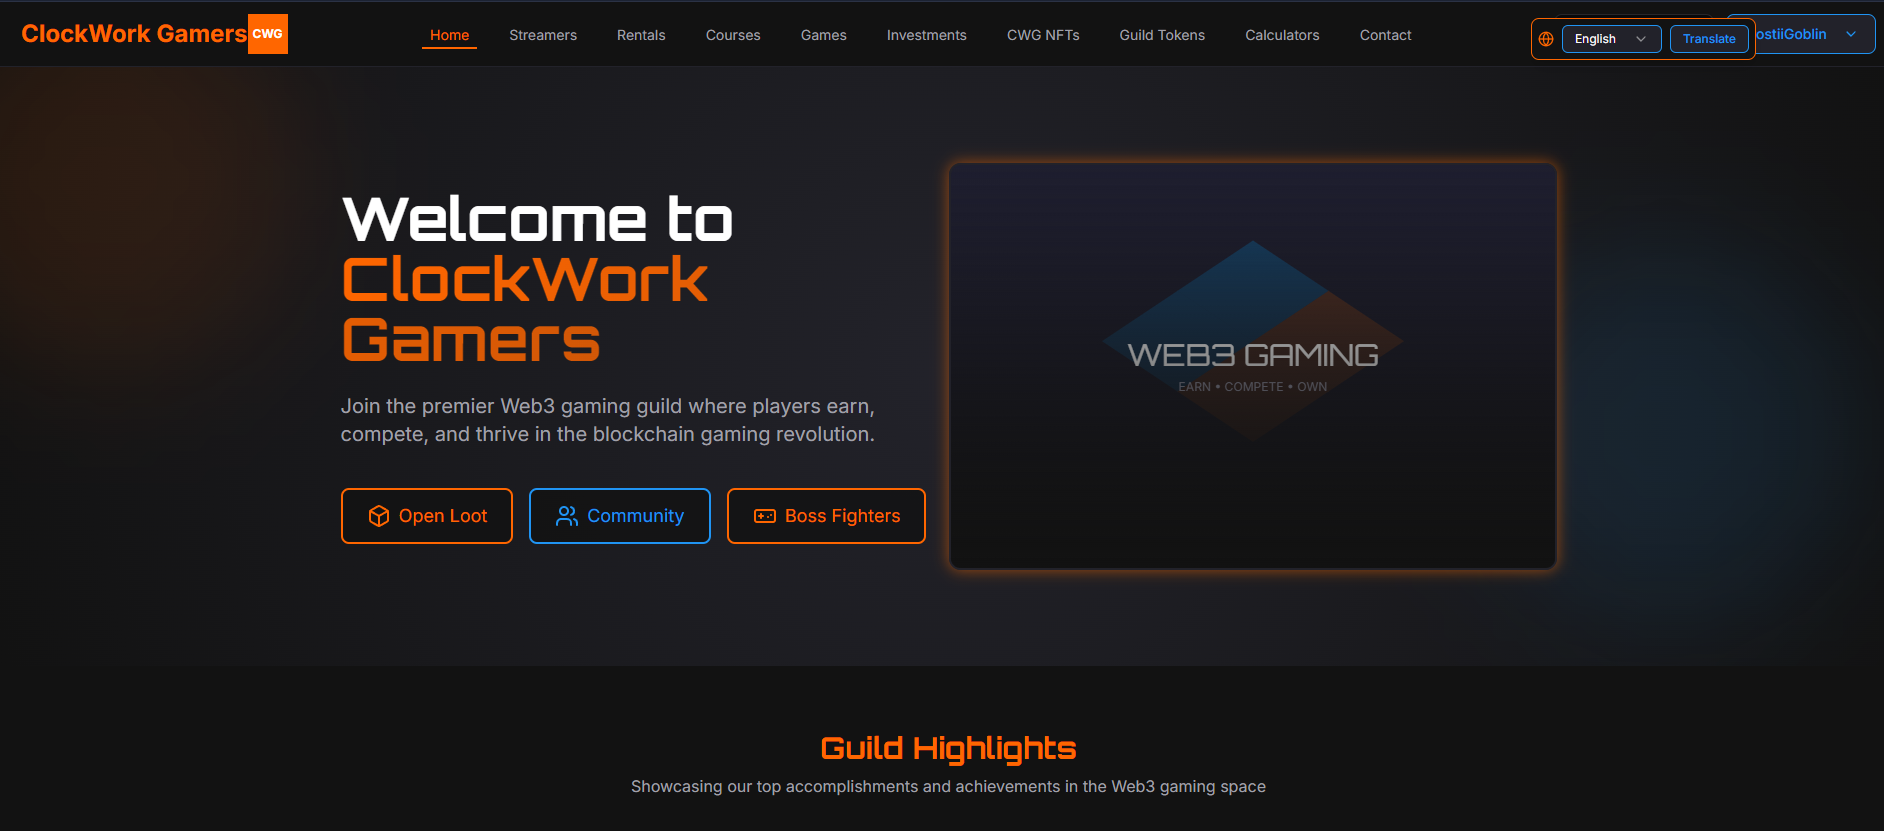 ClockWork Gamers CWG
Home Streamers Rentals Courses Games Investments CWG NFTs Guild Tokens Calculators Contact
English Translate ostiiGoblin
Welcome to
ClockWork
Gamers
Join the premier Web3 gaming guild where players earn,
compete, and thrive in the blockchain gaming revolution.
Open Loot Community Boss Fighters
WEB3 GAMING
EARN • COMPETE • OWN
Guild Highlights
Showcasing our top accomplishments and achievements in the Web3 gaming space